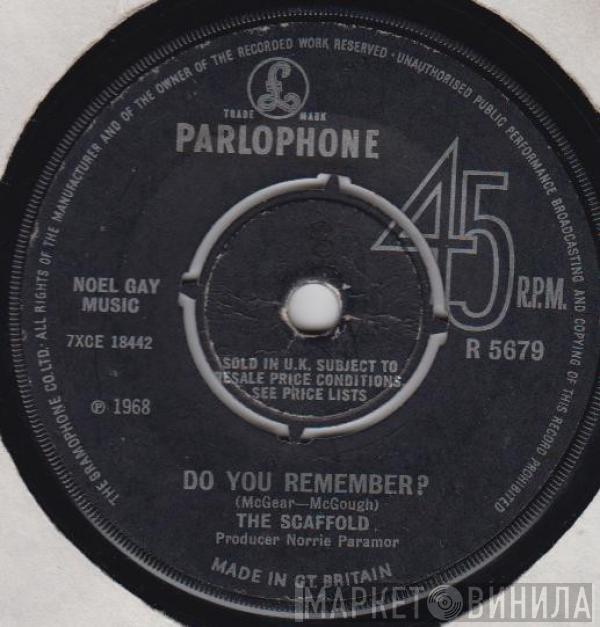 THE GRAMOPHONE CO.LTD. ALL RIGHTS OF THE MANUFACTURER AND OF THE OWNER OF THE RECORDED WORK RESERVED · UNAUTHORISED PUBLIC PERFORMANCE BROADCASTING AND COPYING OF THIS RECORD PROHIBITED
£
TRADE MARK
PARLOPHONE
45
R.P.M.
NOEL GAY
MUSIC
7XCE 18442
R 5679
SOLD IN U.K. SUBJECT TO
RESALE PRICE CONDITIONS,
SEE PRICE LISTS
℗ 1968
DO YOU REMEMBER?
(McGear—McGough)
THE SCAFFOLD
Producer Norrie Paramor
MADE IN GT. BRITAIN
МАРКЕТ ВИНИЛА